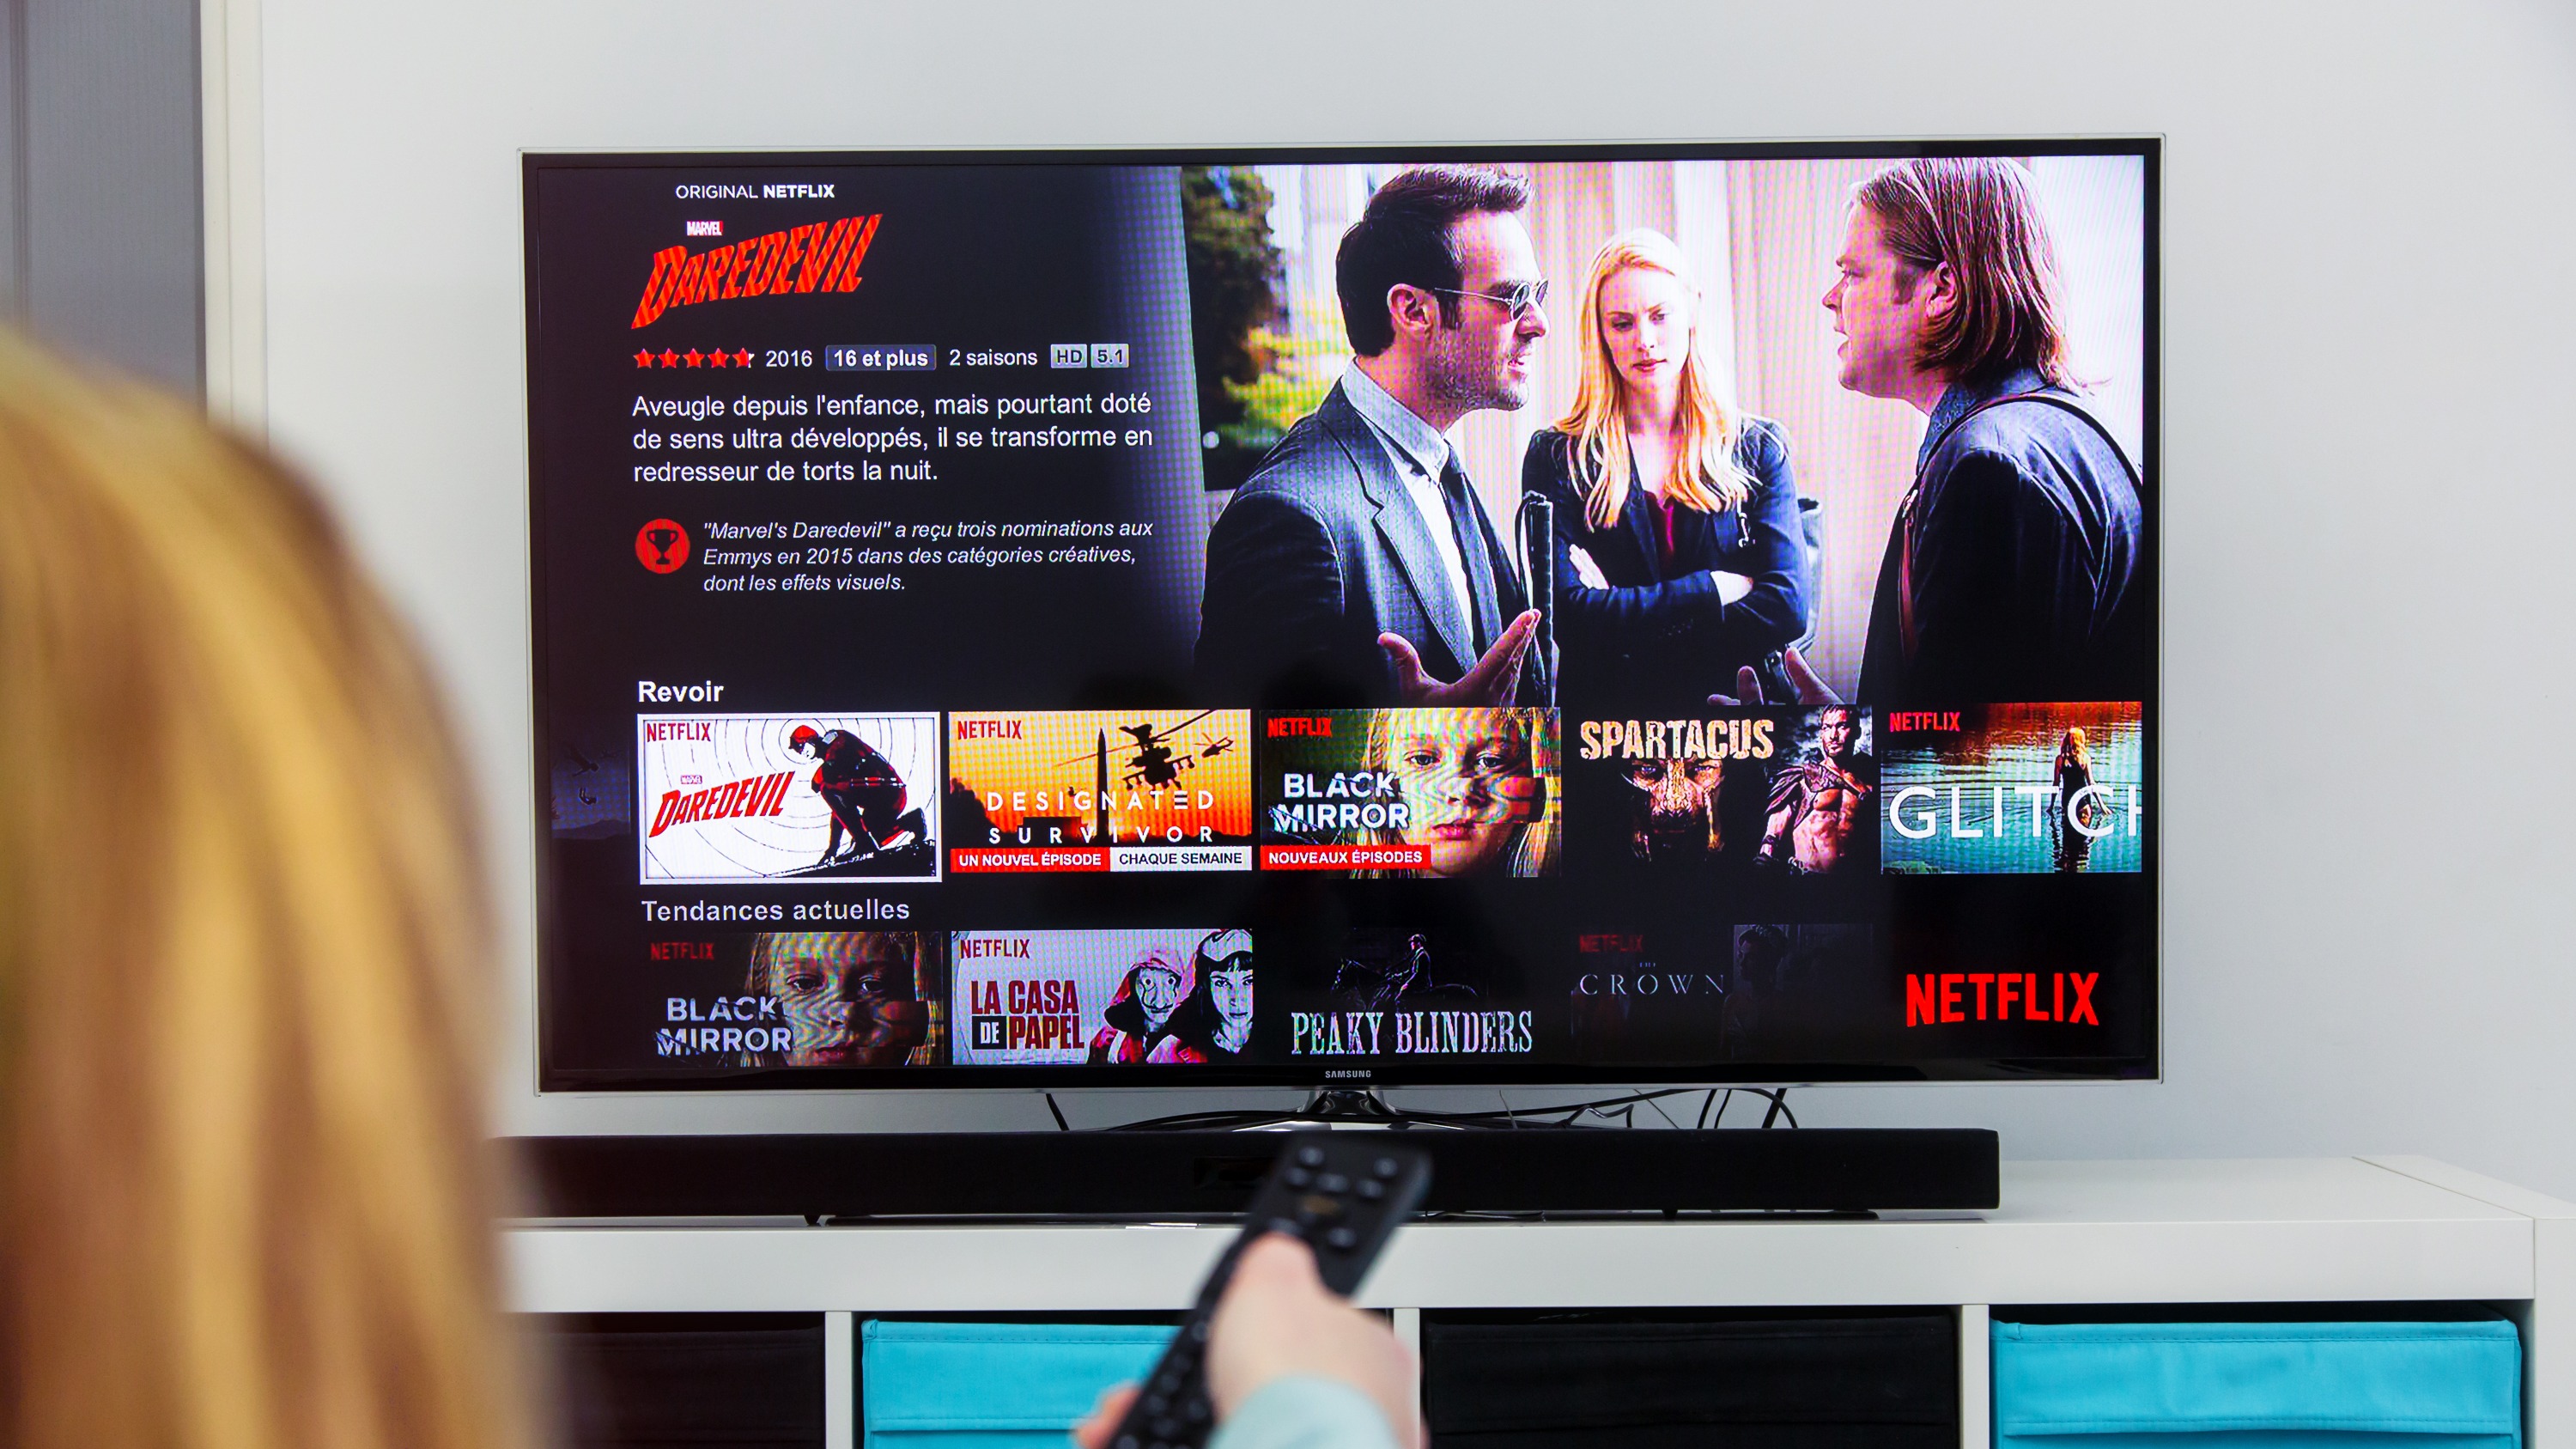 ORIGINAL NETFLIX
MARVEL
DAREDEVIL
2016 16 et plus 2 saisons HD 5.1
Aveugle depuis l'enfance, mais pourtant doté
de sens ultra développés, il se transforme en
redresseur de torts la nuit.
"Marvel's Daredevil" a reçu trois nominations aux
Emmys en 2015 dans des catégories créatives,
dont les effets visuels.
Revoir
NETFLIX
MARVEL
DAREDEVIL
NETFLIX
DESIGNATED
SURVIVOR
UN NOUVEL ÉPISODE CHAQUE SEMAINE
NETFLIX
BLACK
MIRROR
NOUVEAUX ÉPISODES
SPARTACUS
NETFLIX
GLITCH
Tendances actuelles
NETFLIX
BLACK
MIRROR
NETFLIX
LA CASA
DE PAPEL
PEAKY BLINDERS
NETFLIX
THE
CROWN
NETFLIX
SAMSUNG